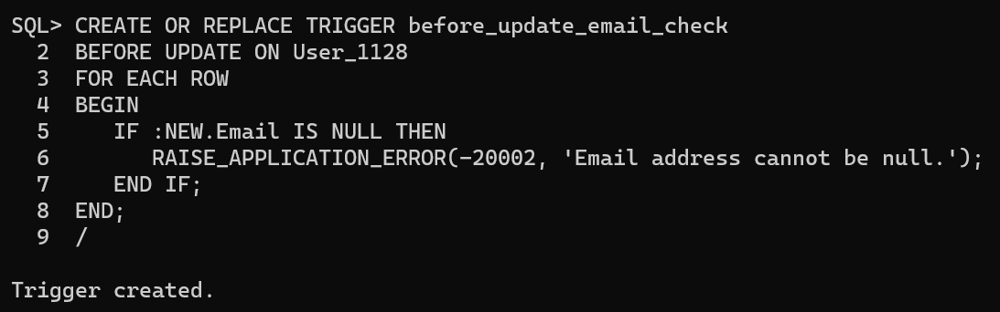 SQL> CREATE OR REPLACE TRIGGER before_update_email_check
  2  BEFORE UPDATE ON User_1128
  3  FOR EACH ROW
  4  BEGIN
  5     IF :NEW.Email IS NULL THEN
  6        RAISE_APPLICATION_ERROR(-20002, 'Email address cannot be null.');
  7     END IF;
  8  END;
  9  /
Trigger created.